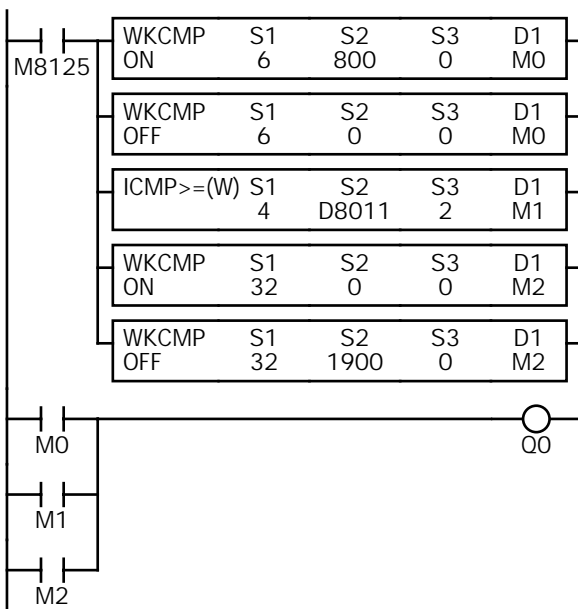 WKCMP S1 S2 S3 D1
ON 6 800 0 M0
M8125
WKCMP S1 S2 S3 D1
OFF 6 0 0 M0
ICMP>=(W) S1 S2 S3 D1
4 D8011 2 M1
WKCMP S1 S2 S3 D1
ON 32 0 0 M2
WKCMP S1 S2 S3 D1
OFF 32 1900 0 M2
M0 Q0
M1
M2